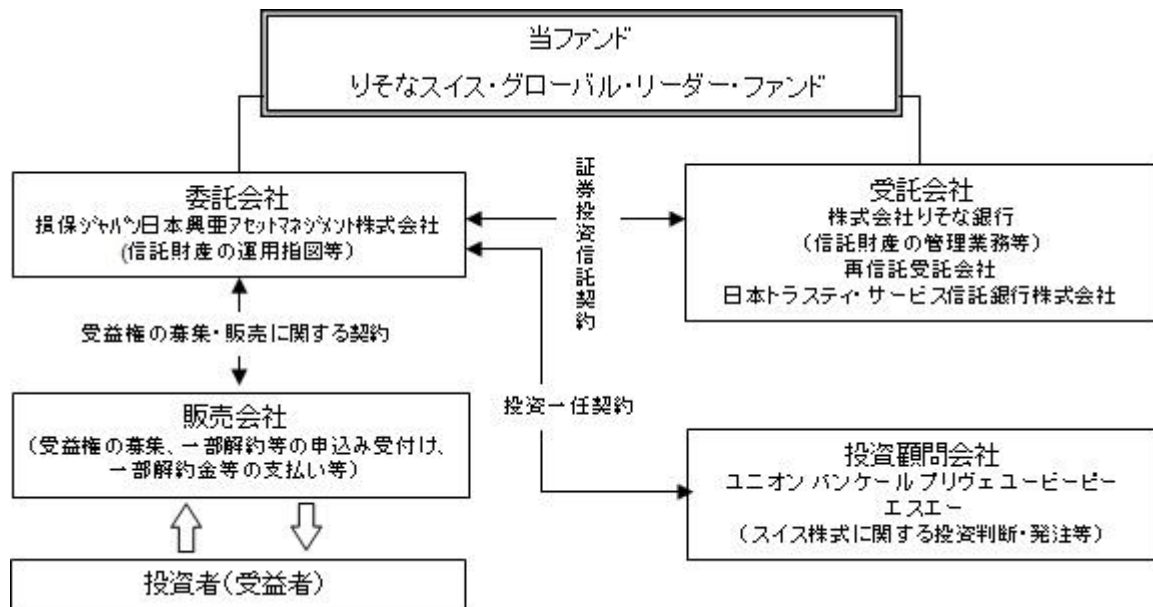 当ファンド
りそなスイス・グローバル・リーダー・ファンド
委託会社
損保ジャパン日本興亜アセットマネジメント株式会社
(信託財産の運用指図等)
証券投資信託契約
受託会社
株式会社りそな銀行
(信託財産の管理業務等)
再信託受託会社
日本トラスティ・サービス信託銀行株式会社
受益権の募集・販売に関する契約
販売会社
(受益権の募集、一部解約等の申込み受付け、
一部解約金等の支払い等)
投資一任契約
投資顧問会社
ユニオン バンケール プリヴェ ユービーピー
エスエー
(スイス株式に関する投資判断・発注等)
投資者(受益者)